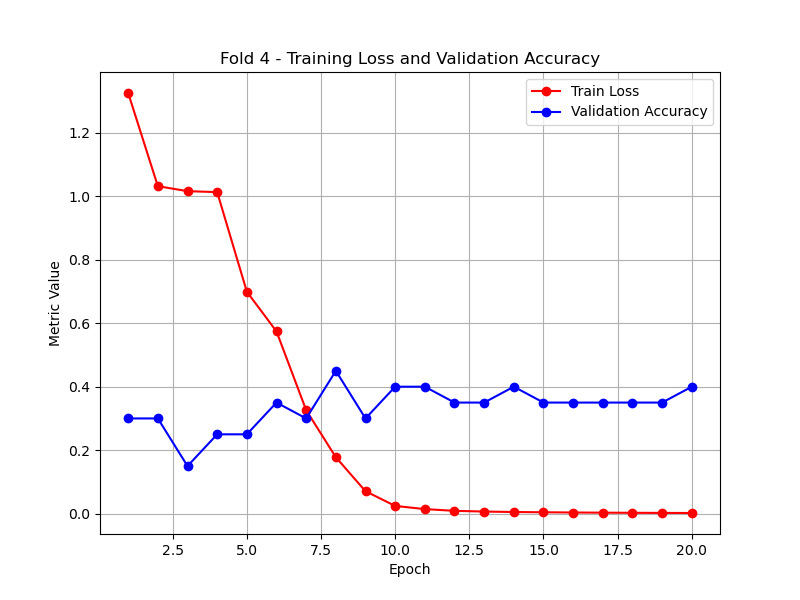 Fold 4 - Training Loss and Validation Accuracy
Train Loss
Validation Accuracy
Metric Value
1.2
1.0
0.8
0.6
0.4
0.2
0.0
2.5 5.0 7.5 10.0 12.5 15.0 17.5 20.0
Epoch